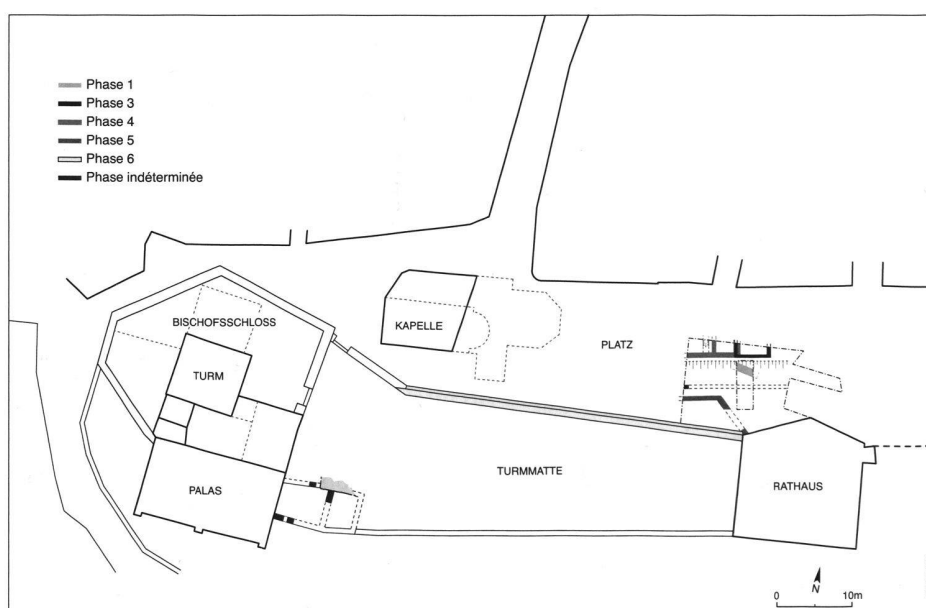 Phase 1
Phase 3
Phase 4
Phase 5
Phase 6
Phase indéterminée
BISCHOFSSCHLOSS
TURM
PALAS
KAPELLE
PLATZ
TURMMATTE
RATHAUS
N
0 10m